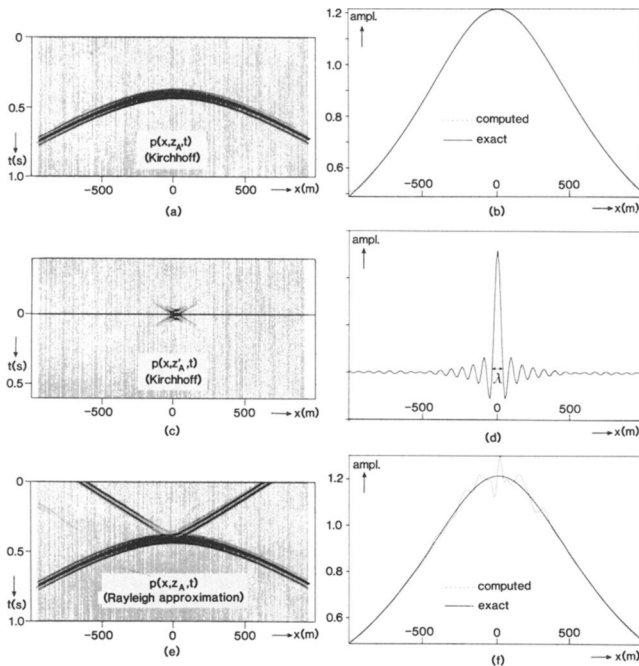 0
0.5
t(s)
1.0
p(x,z_A,t)
(Kirchhoff)
-500 0 500 x(m)
(a)
ampl.
1.2
1.0
0.8
0.6
computed
exact
-500 0 500 x(m)
(b)
0
t(s)
0.5
p(x,z'_A,t)
(Kirchhoff)
-500 0 500 x(m)
(c)
ampl.
λ
-500 0 500 x(m)
(d)
0
0.5
t(s)
1.0
p(x,z_A,t)
(Rayleigh approximation)
-500 0 500 x(m)
(e)
ampl.
1.2
1.0
0.8
0.6
computed
exact
-500 0 500 x(m)
(f)